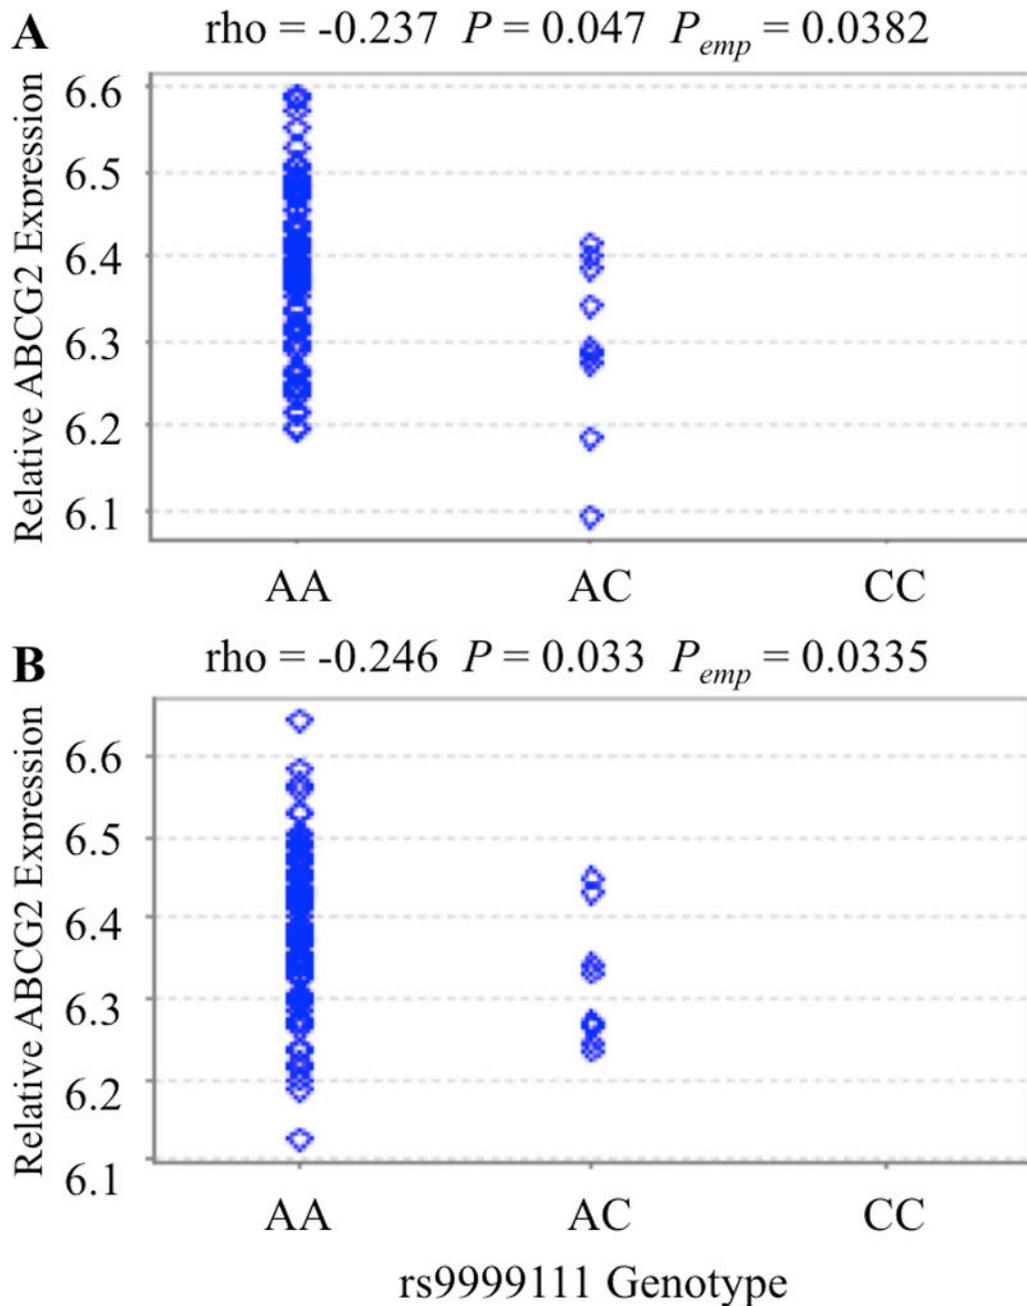 A
rho = -0.237 P = 0.047 Pemp = 0.0382
Relative ABCG2 Expression
6.6
6.5
6.4
6.3
6.2
6.1
AA AC CC
B
rho = -0.246 P = 0.033 Pemp = 0.0335
Relative ABCG2 Expression
6.6
6.5
6.4
6.3
6.2
6.1
AA AC CC
rs9999111 Genotype